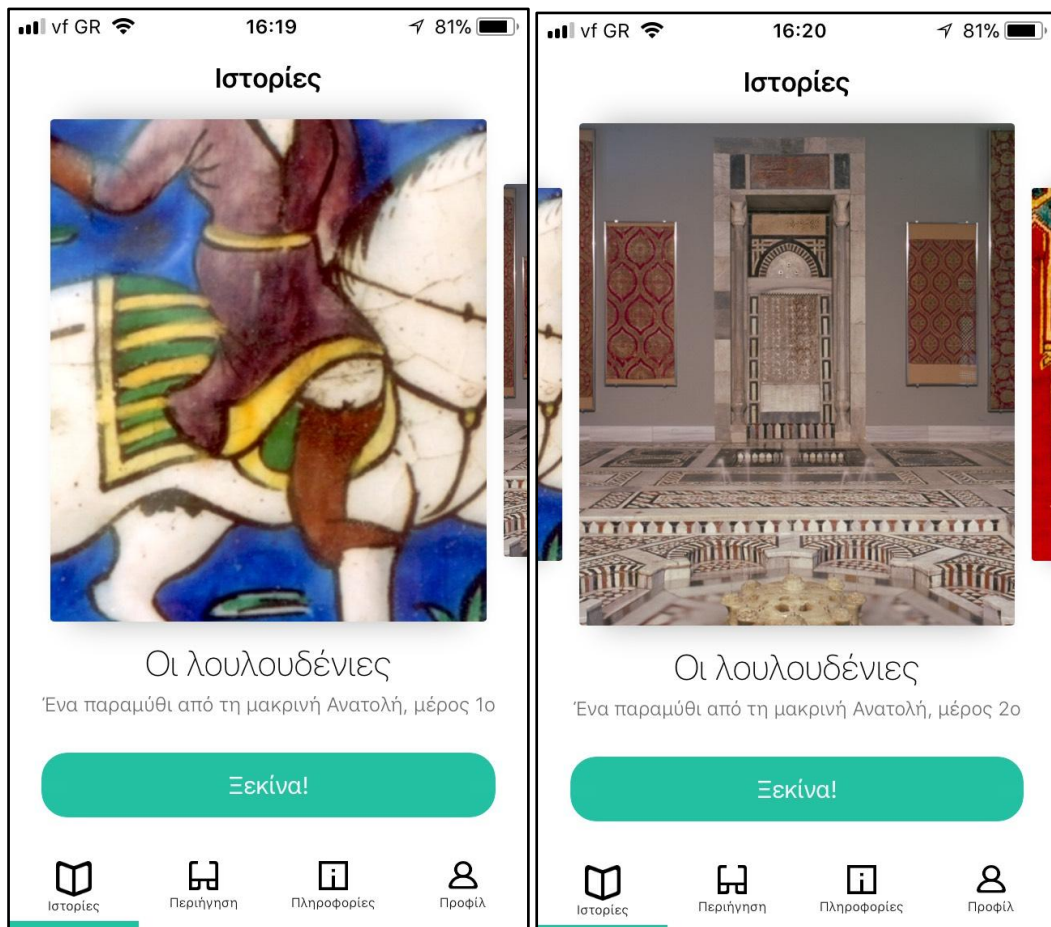 vf GR 16:19 81%
Ιστορίες
Οι λουλουδένιες
Ένα παραμύθι από τη μακρινή Ανατολή, μέρος 1ο
Ξεκίνα!
Ιστορίες Περιήγηση Πληροφορίες Προφίλ
vf GR 16:20 81%
Ιστορίες
Οι λουλουδένιες
Ένα παραμύθι από τη μακρινή Ανατολή, μέρος 2ο
Ξεκίνα!
Ιστορίες Περιήγηση Πληροφορίες Προφίλ